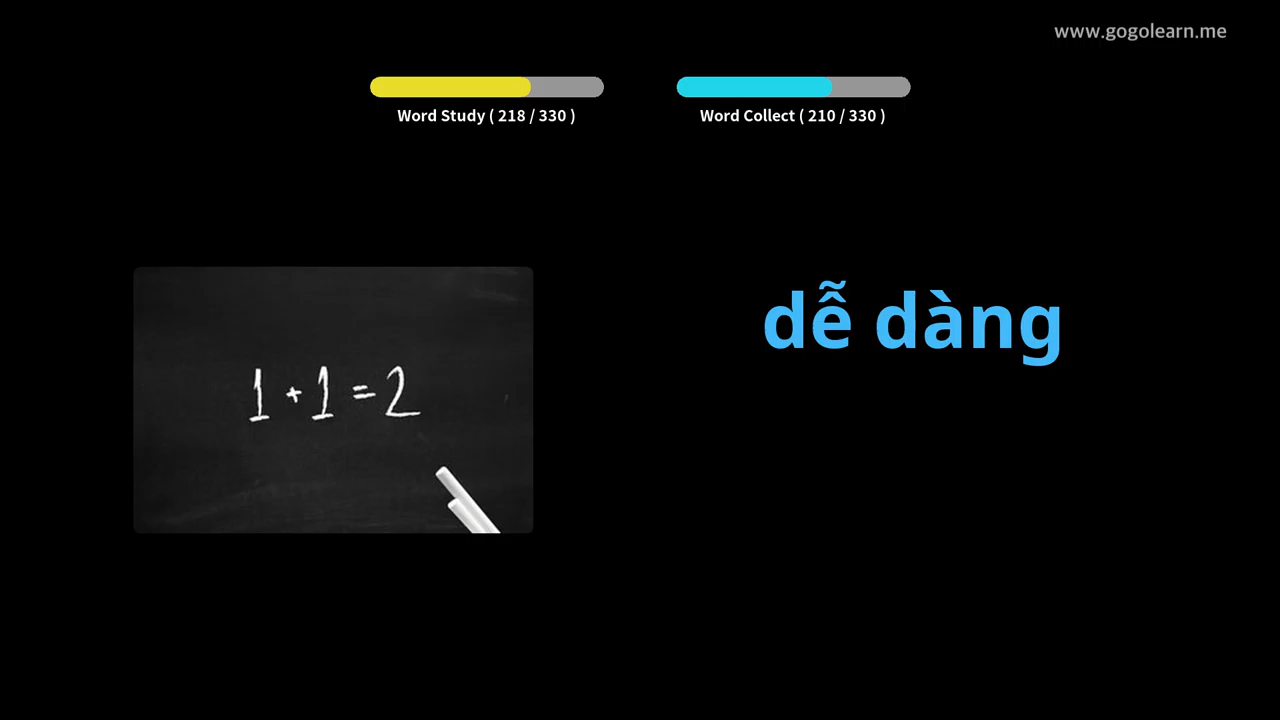 www.gogolearn.me
Word Study ( 218 / 330 )
Word Collect ( 210 / 330 )
1 + 1 = 2
dễ dàng